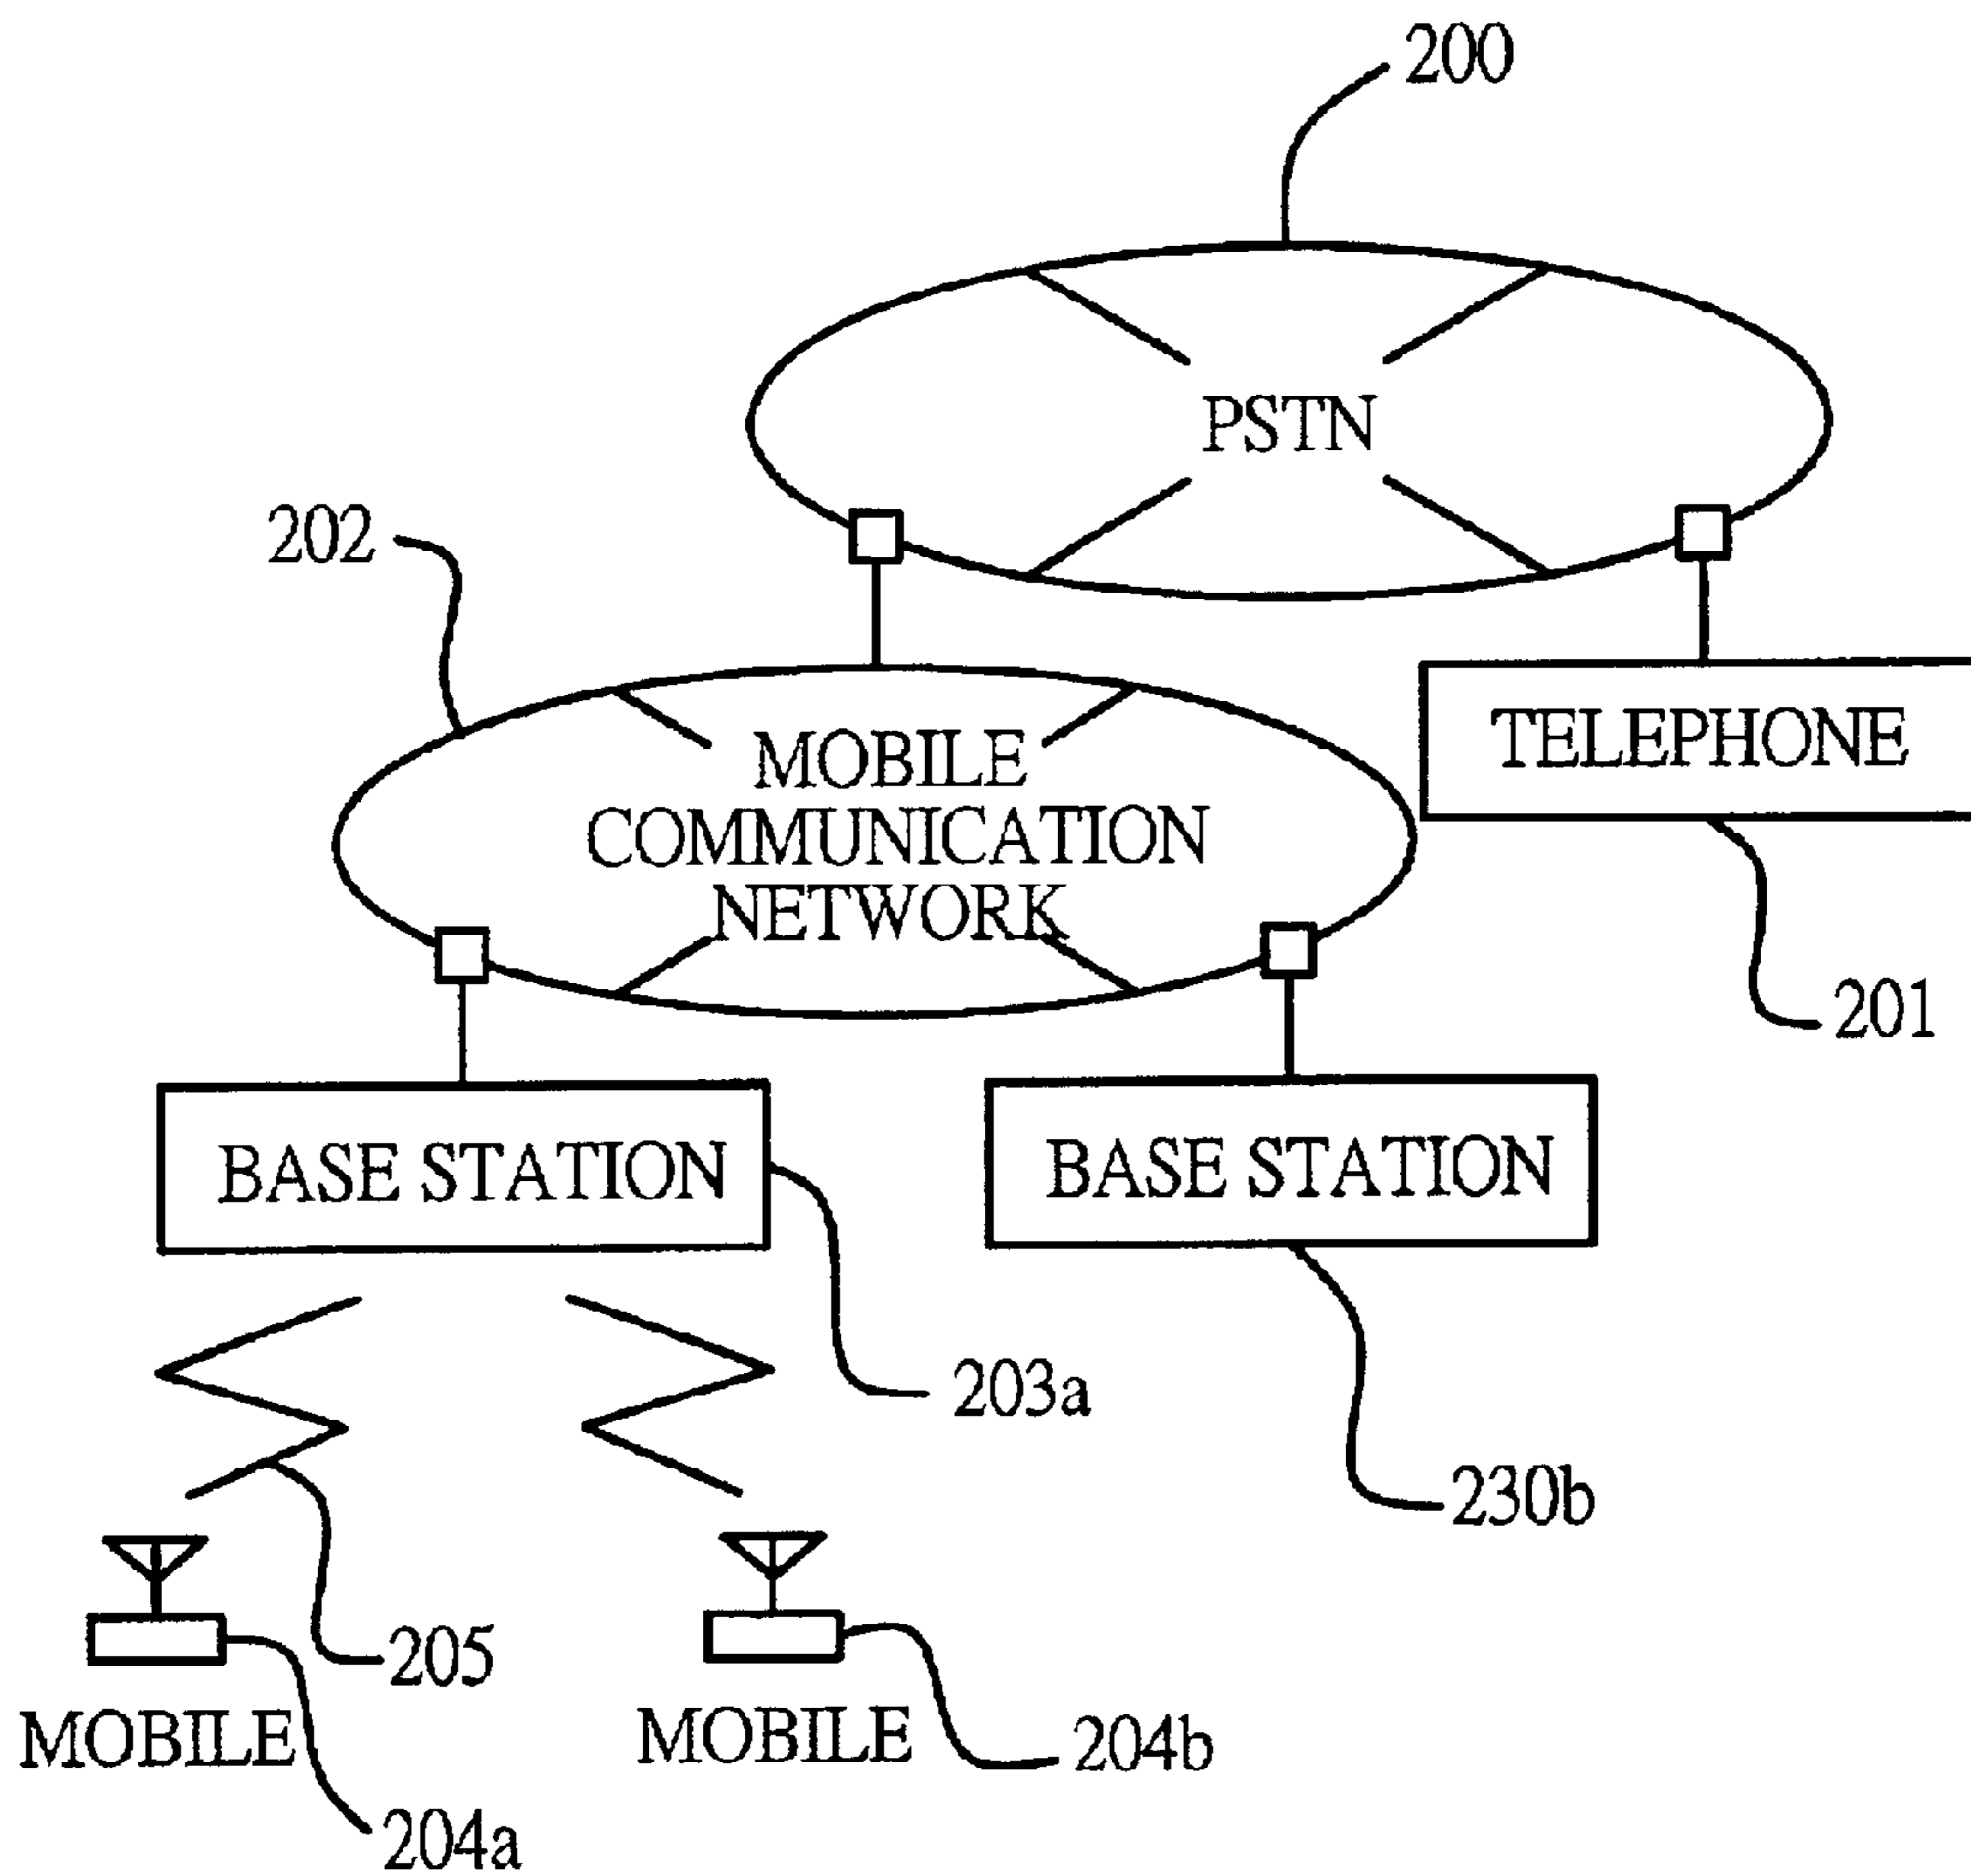 200
PSTN
202
MOBILE
COMMUNICATION
NETWORK
TELEPHONE
201
BASE STATION
BASE STATION
203a
230b
205
MOBILE
MOBILE
204b
204a